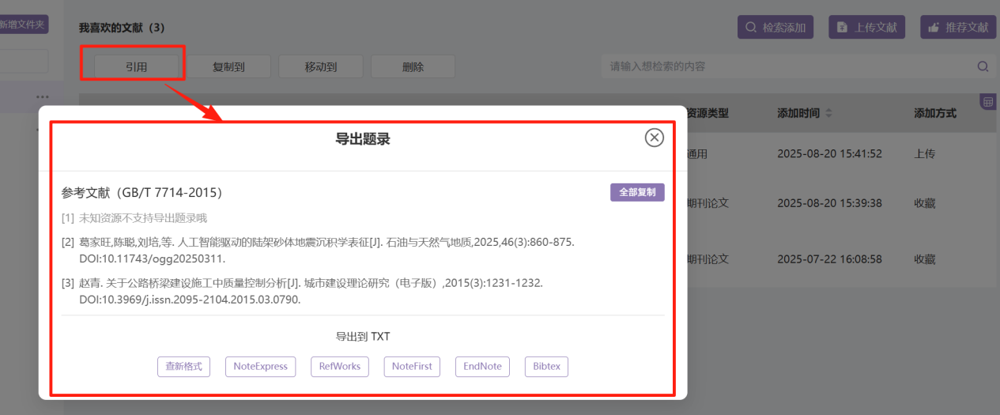 新增文件夹
我喜欢的文献（3）
检索添加
上传文献
推荐文献
引用
复制到
移动到
删除
请输入想检索的内容
资源类型
添加时间
添加方式
通用
2025-08-20 15:41:52
上传
期刊论文
2025-08-20 15:39:38
收藏
期刊论文
2025-07-22 16:08:58
收藏
导出题录
参考文献（GB/T 7714-2015）
全部复制
[1] 未知资源不支持导出题录哦
[2] 葛家旺,陈聪,刘培,等. 人工智能驱动的陆架砂体地震沉积学表征[J]. 石油与天然气地质,2025,46(3):860-875.
DOI:10.11743/ogg20250311.
[3] 赵青. 关于公路桥梁建设施工中质量控制分析[J]. 城市建设理论研究（电子版）,2015(3):1231-1232.
DOI:10.3969/j.issn.2095-2104.2015.03.0790.
导出到 TXT
查新格式
NoteExpress
RefWorks
NoteFirst
EndNote
Bibtex